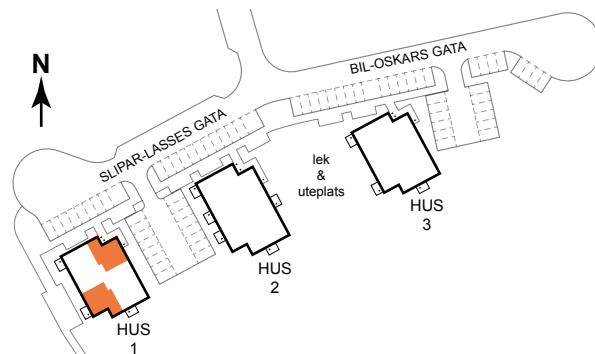 N
BIL-OSKARS GATA
SLIPAR-LASSES GATA
lek
&
uteplats
HUS
3
HUS
2
HUS
1